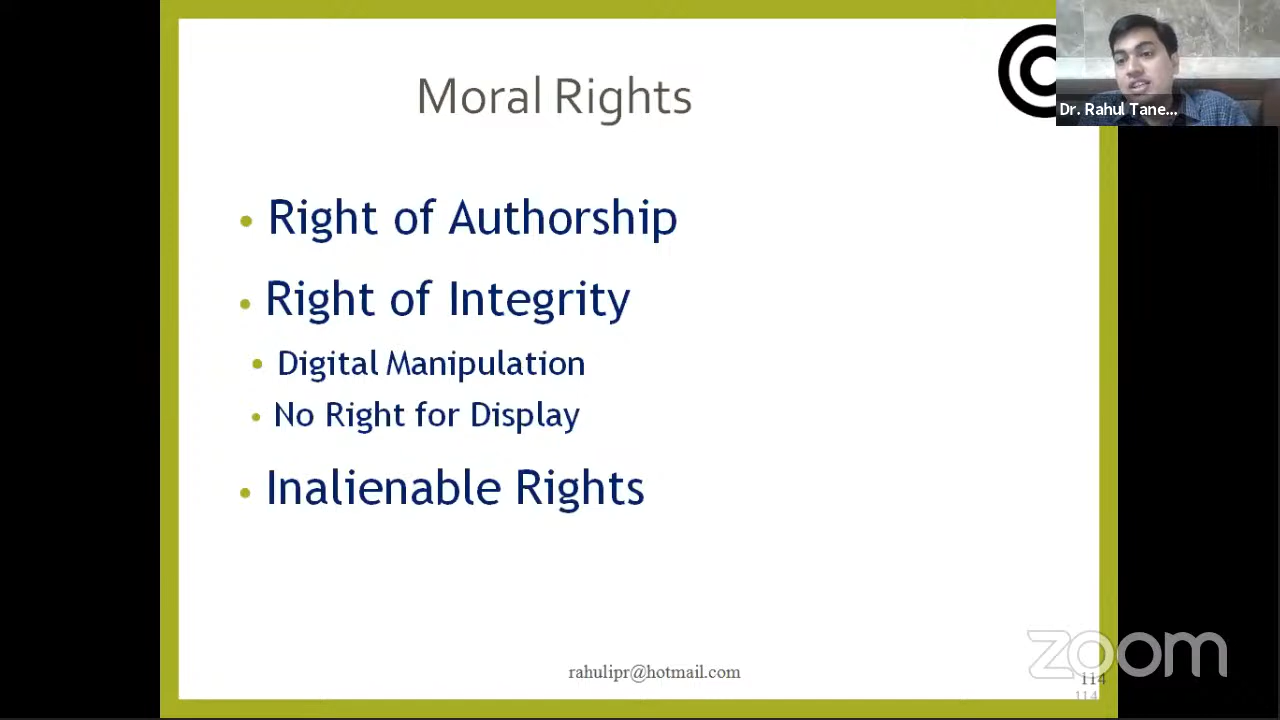 Moral Rights
Dr. Rahul Tane...
• Right of Authorship
• Right of Integrity
• Digital Manipulation
• No Right for Display
• Inalienable Rights
zoom
rahulipr@hotmail.com
114
114